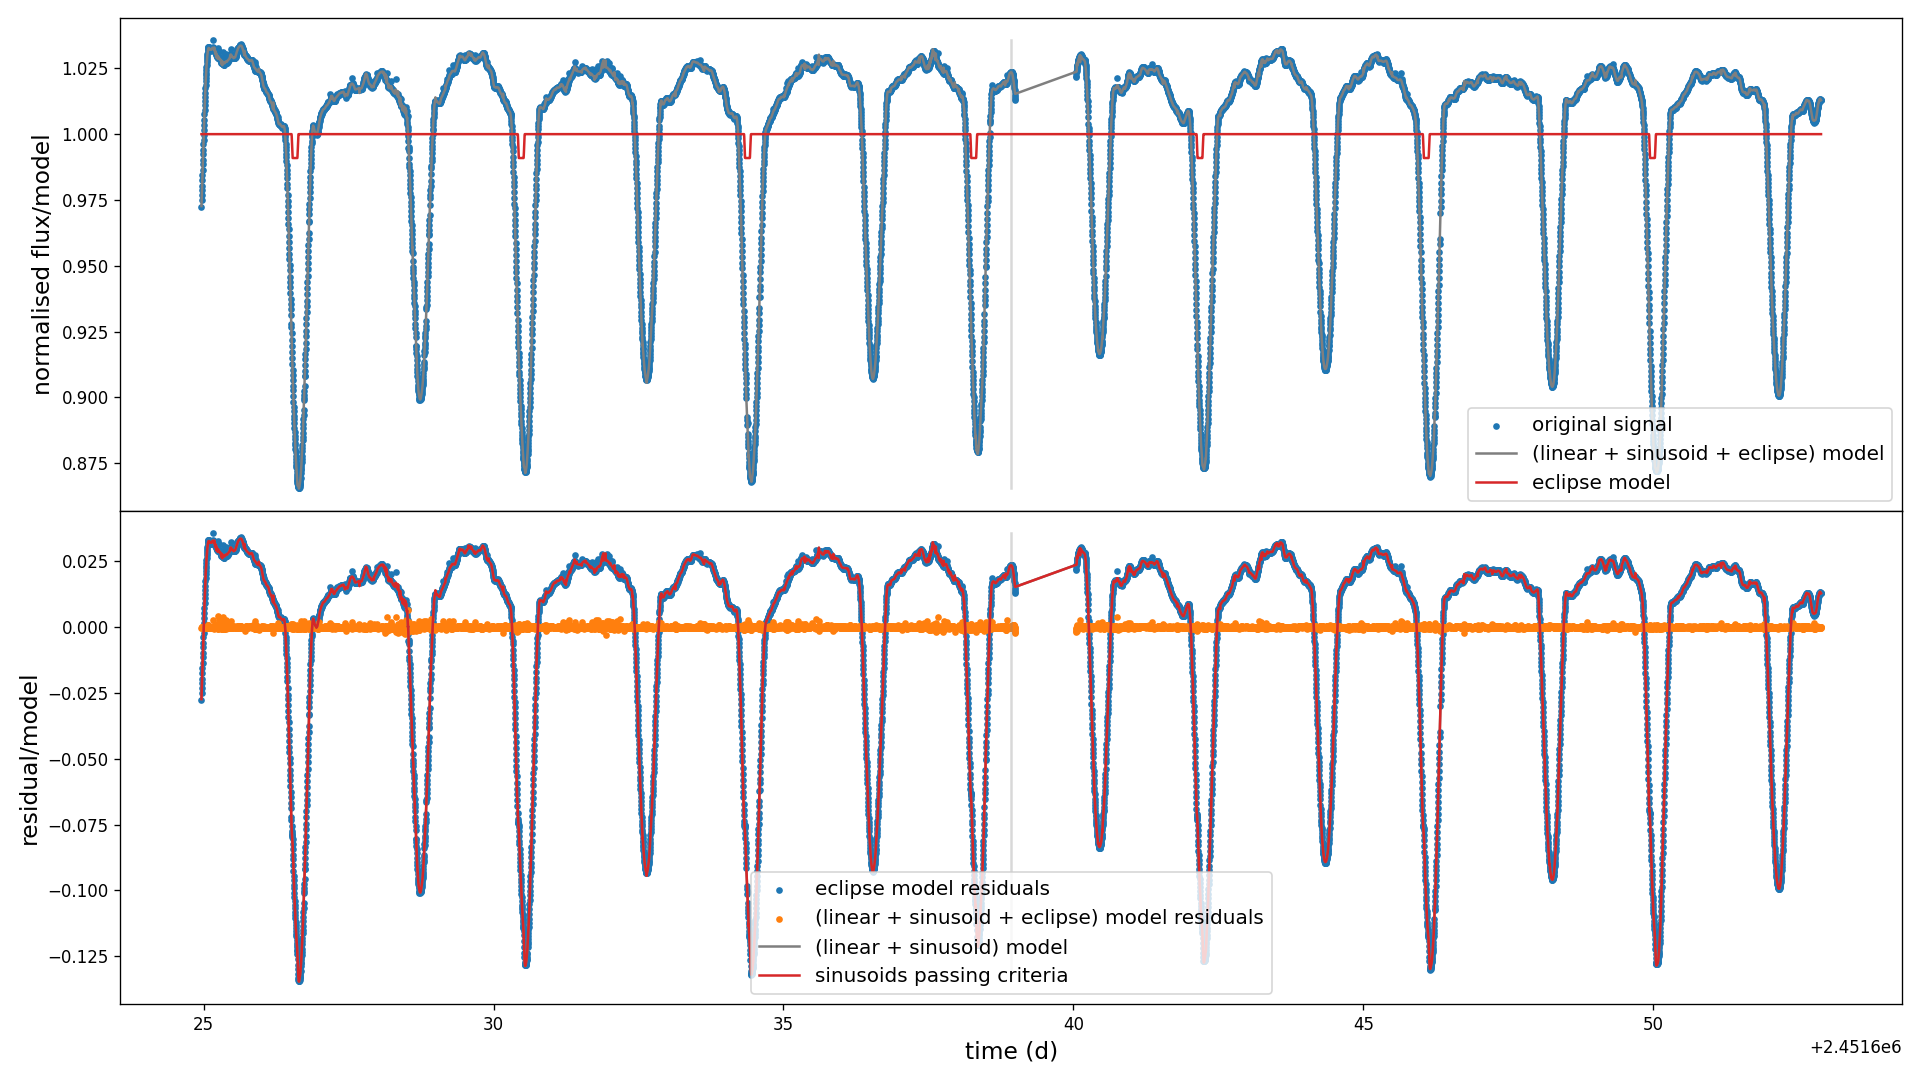 normalised flux/model
1.025
1.000
0.975
0.950
0.925
0.900
0.875
original signal
(linear + sinusoid + eclipse) model
eclipse model
residual/model
0.025
0.000
−0.025
−0.050
−0.075
−0.100
−0.125
eclipse model residuals
(linear + sinusoid + eclipse) model residuals
(linear + sinusoid) model
sinusoids passing criteria
25
30
35
40
45
50
time (d)
+2.4516e6